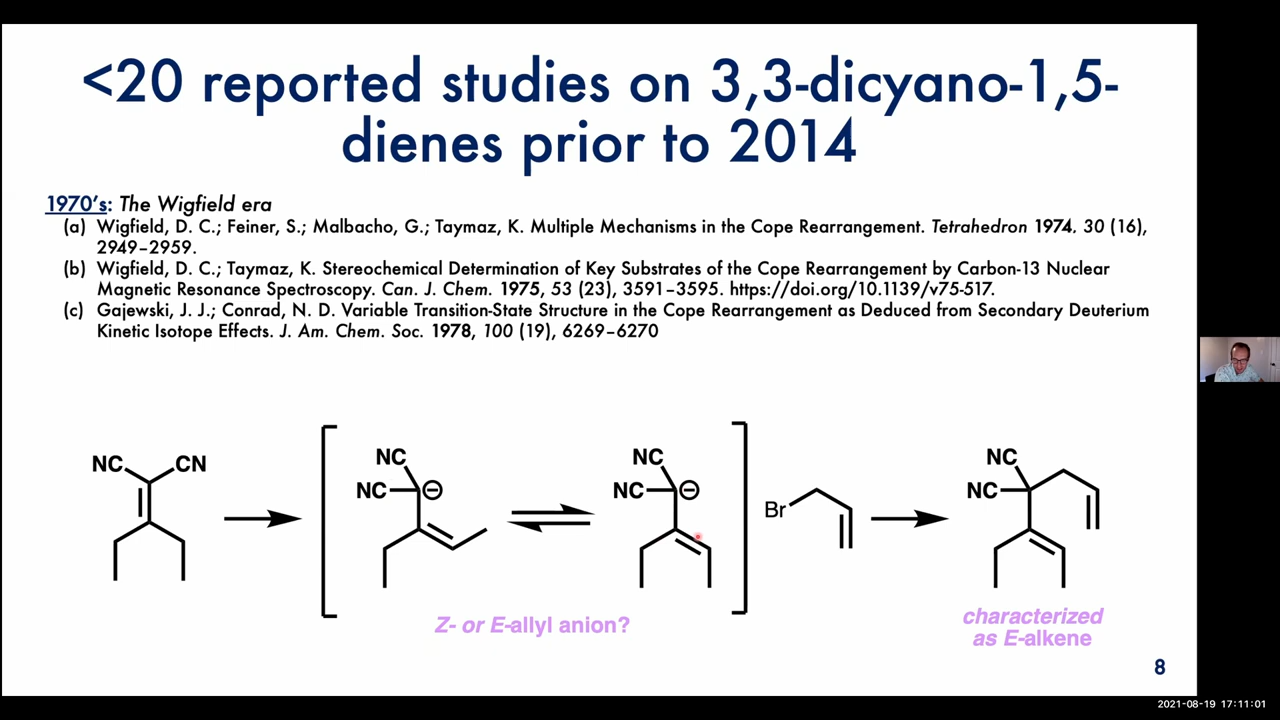 <20 reported studies on 3,3-dicyano-1,5-
dienes prior to 2014
1970's: The Wigfield era
(a) Wigfield, D. C.; Feiner, S.; Malbacho, G.; Taymaz, K. Multiple Mechanisms in the Cope Rearrangement. Tetrahedron 1974, 30 (16),
2949–2959.
(b) Wigfield, D. C.; Taymaz, K. Stereochemical Determination of Key Substrates of the Cope Rearrangement by Carbon-13 Nuclear
Magnetic Resonance Spectroscopy. Can. J. Chem. 1975, 53 (23), 3591–3595. https://doi.org/10.1139/v75-517.
(c) Gajewski, J. J.; Conrad, N. D. Variable Transition-State Structure in the Cope Rearrangement as Deduced from Secondary Deuterium
Kinetic Isotope Effects. J. Am. Chem. Soc. 1978, 100 (19), 6269–6270
NC CN
NC
NC
NC
NC
Br
NC
NC
Z- or E-allyl anion?
characterized
as E-alkene
8
2021-08-19 17:11:01